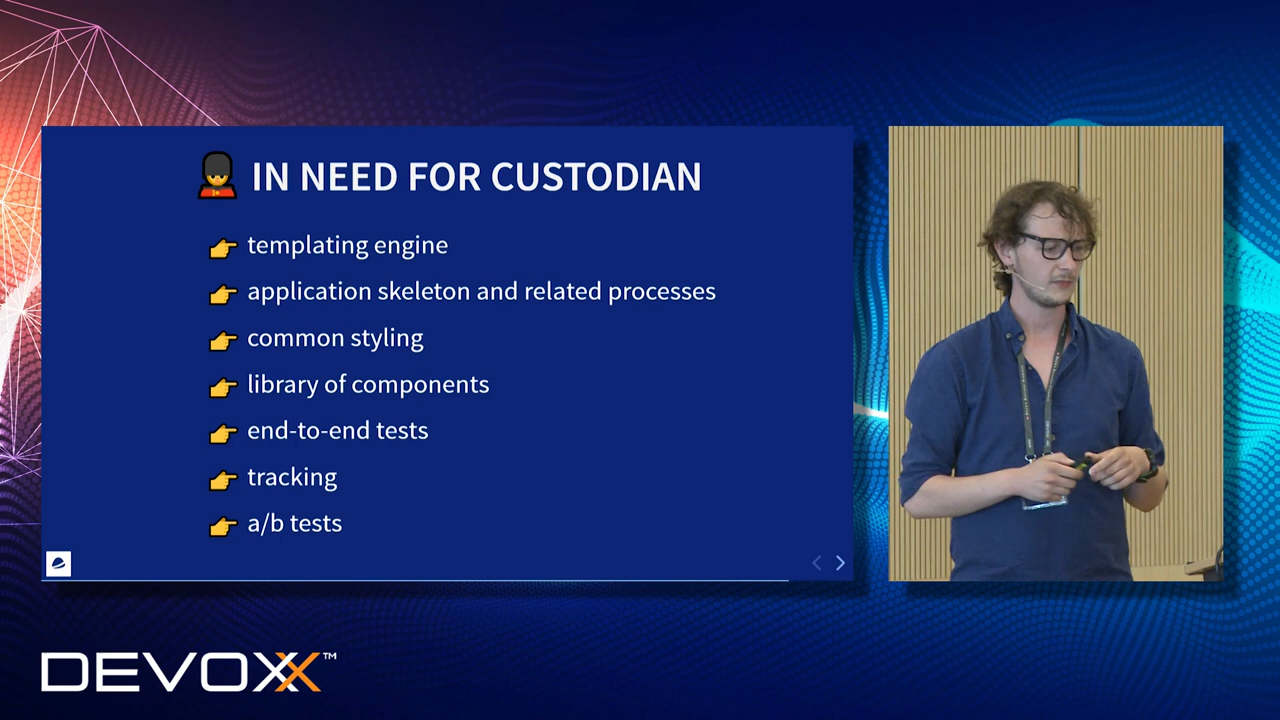 IN NEED FOR CUSTODIAN
templating engine
application skeleton and related processes
common styling
library of components
end-to-end tests
tracking
a/b tests
DEVOXX™